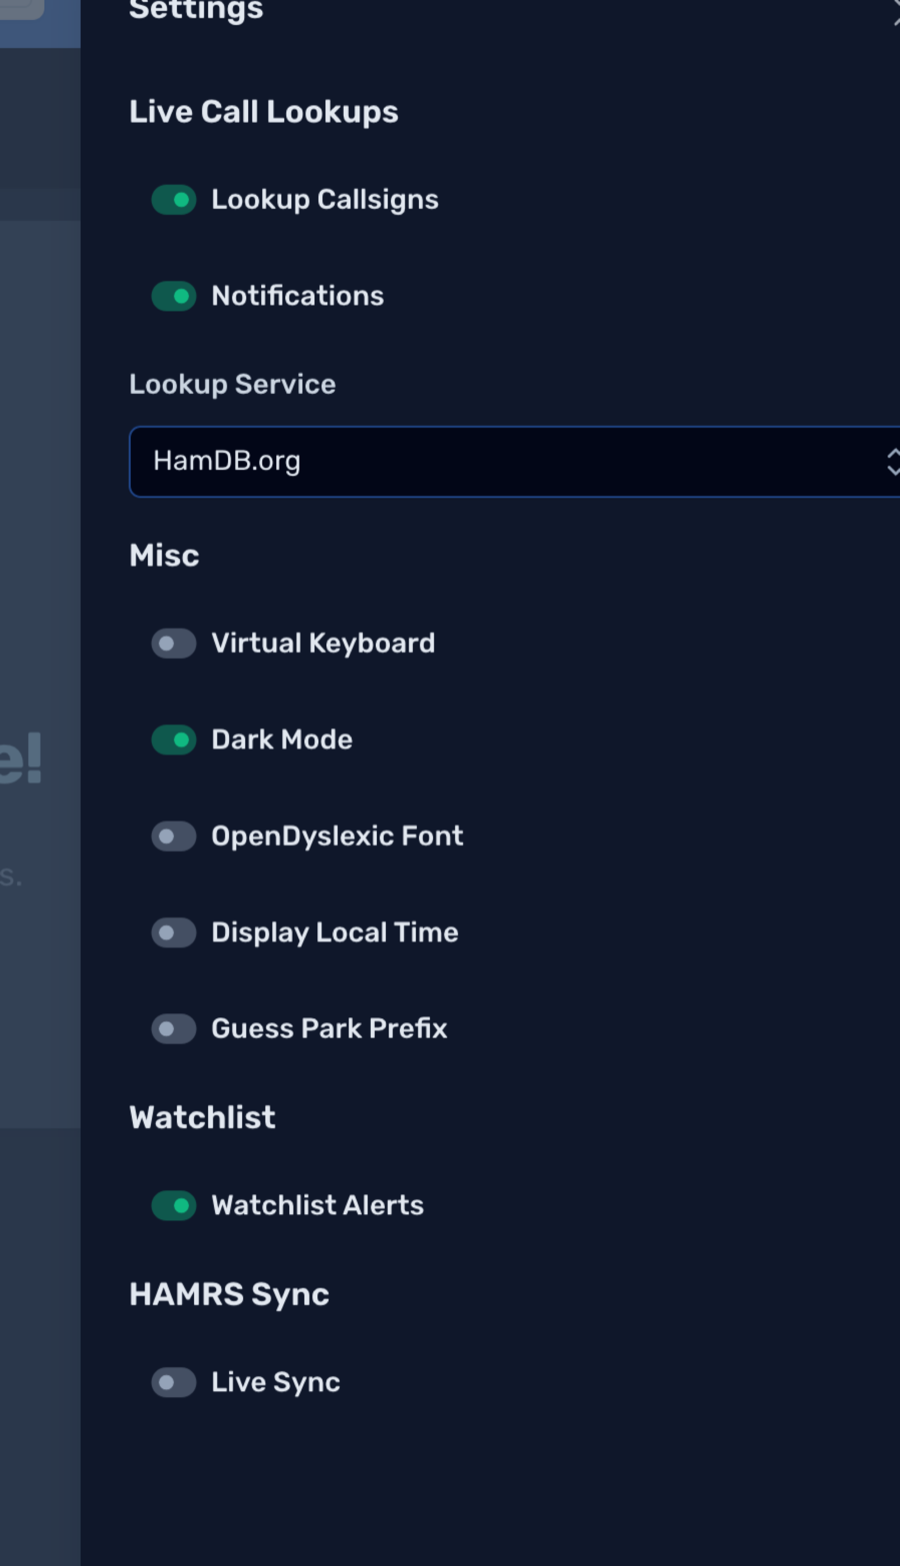 Settings
Live Call Lookups
Lookup Callsigns
Notifications
Lookup Service
HamDB.org
Misc
Virtual Keyboard
Dark Mode
e!
OpenDyslexic Font
s.
Display Local Time
Guess Park Prefix
Watchlist
Watchlist Alerts
HAMRS Sync
Live Sync